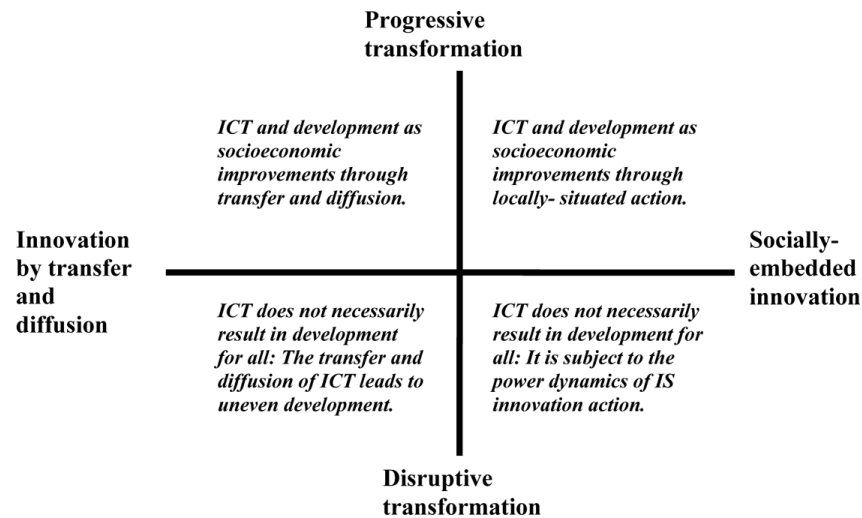 Progressive
transformation
ICT and development as
socioeconomic
improvements through
transfer and diffusion.
ICT and development as
socioeconomic
improvements through
locally- situated action.
Innovation
by transfer
and
diffusion
Socially-
embedded
innovation
ICT does not necessarily
result in development
for all: The transfer and
diffusion of ICT leads to
uneven development.
ICT does not necessarily
result in development for
all: It is subject to the
power dynamics of IS
innovation action.
Disruptive
transformation